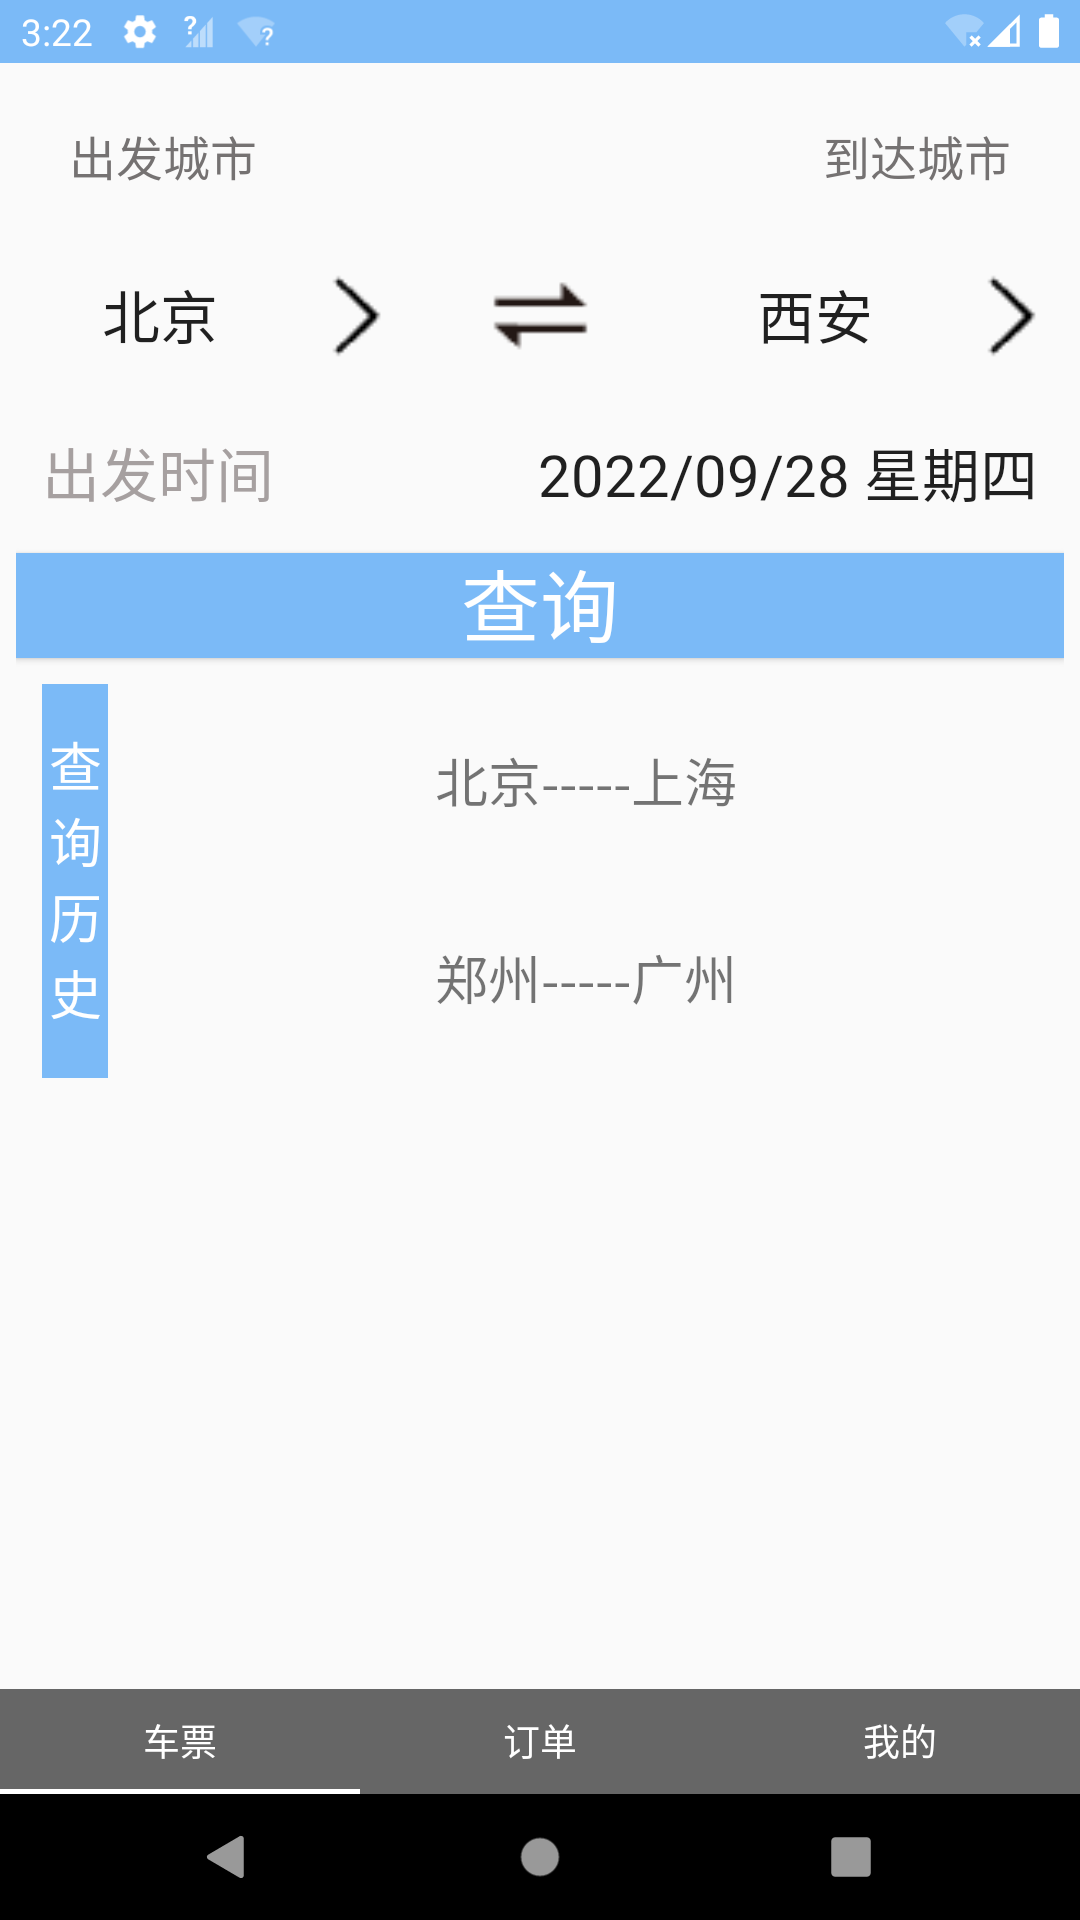 3:22
出发城市 到达城市
北京 西安
出发时间 2022/09/28 星期四
查询
查
询
历
史
北京-----上海
郑州-----广州
车票 订单 我的